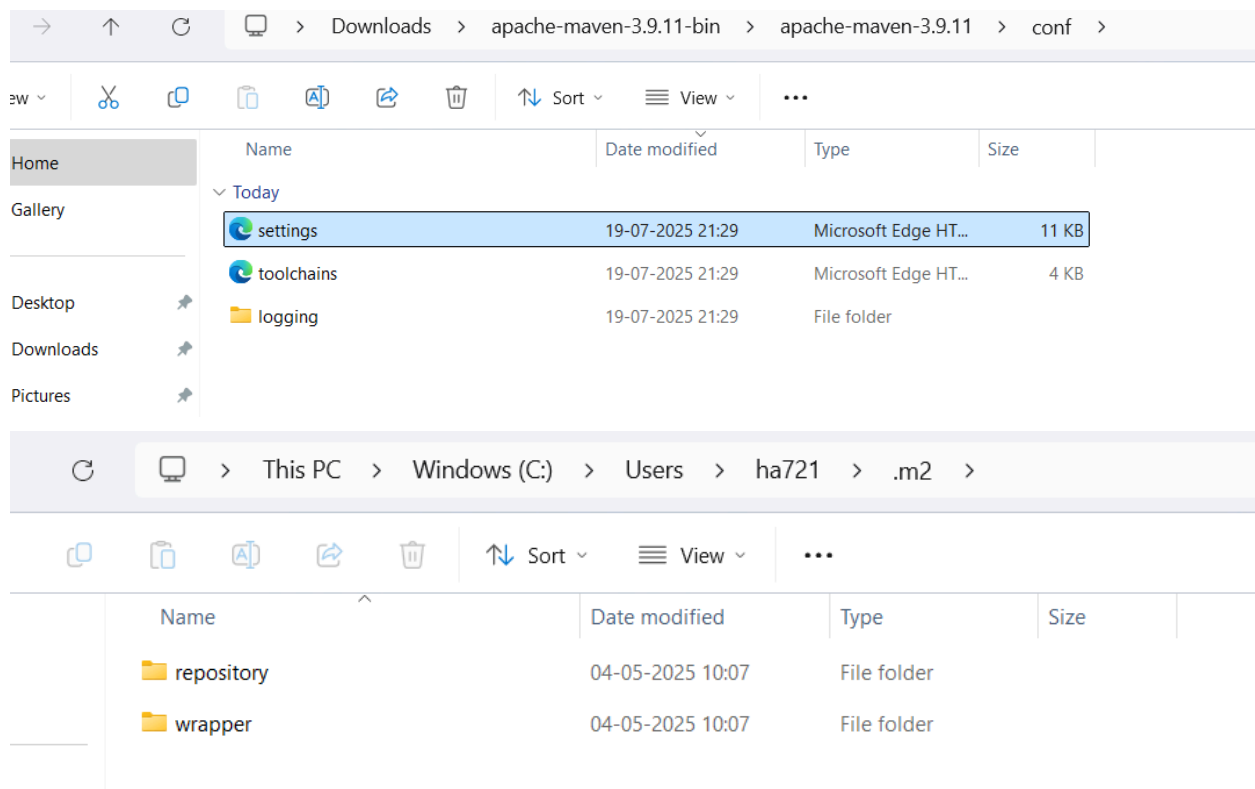 Downloads > apache-maven-3.9.11-bin > apache-maven-3.9.11 > conf >
ew Sort View ...
Name Date modified Type Size
Home
Today
Gallery
settings 19-07-2025 21:29 Microsoft Edge HT... 11 KB
toolchains 19-07-2025 21:29 Microsoft Edge HT... 4 KB
Desktop
logging 19-07-2025 21:29 File folder
Downloads
Pictures
> This PC > Windows (C:) > Users > ha721 > .m2 >
Sort View ...
Name Date modified Type Size
repository 04-05-2025 10:07 File folder
wrapper 04-05-2025 10:07 File folder